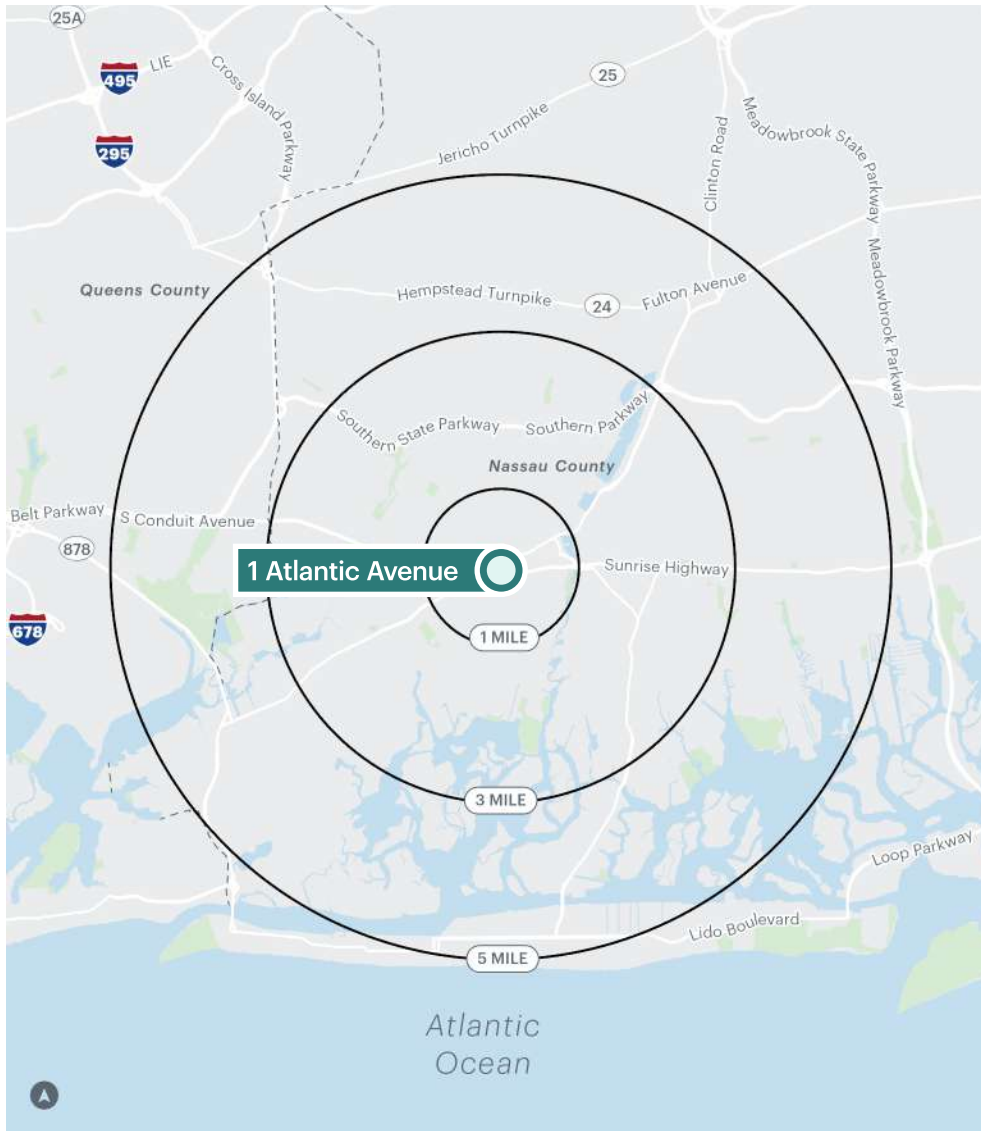 25A
495
LIE
Cross Island Parkway
25
295
Jericho Turnpike
Clinton Road
Meadowbrook State Parkway
Meadowbrook Parkway
Queens County
Hempstead Turnpike
24
Fulton Avenue
Southern State Parkway
Southern Parkway
Nassau County
Belt Parkway
S Conduit Avenue
878
1 Atlantic Avenue
Sunrise Highway
678
1 MILE
3 MILE
Loop Parkway
Lido Boulevard
5 MILE
Atlantic
Ocean